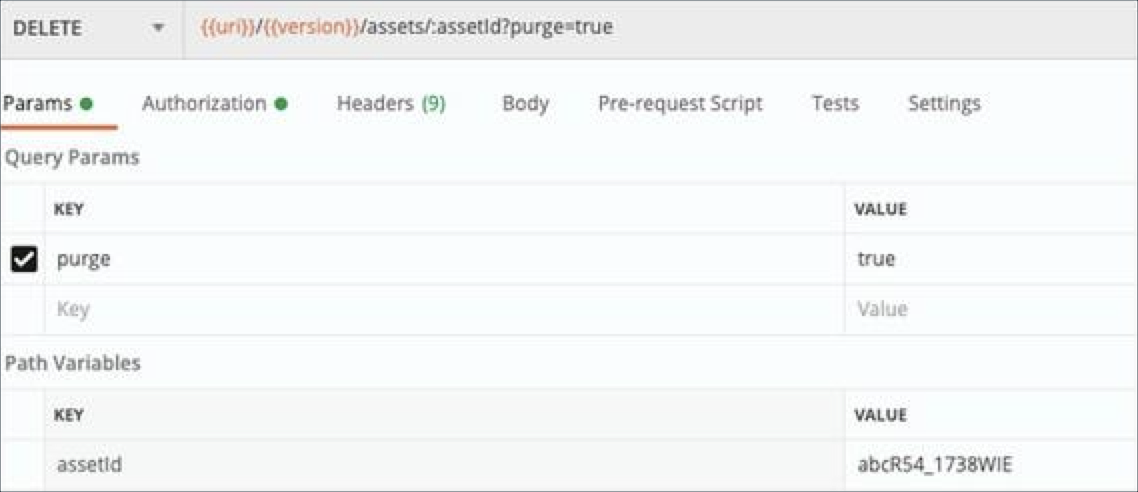 DELETE {{uri}}/{{version}}/assets/:assetId?purge=true
Params Authorization Headers (9) Body Pre-request Script Tests Settings
Query Params
KEY VALUE
purge true
Key Value
Path Variables
KEY VALUE
assetId abcR54_1738WIE